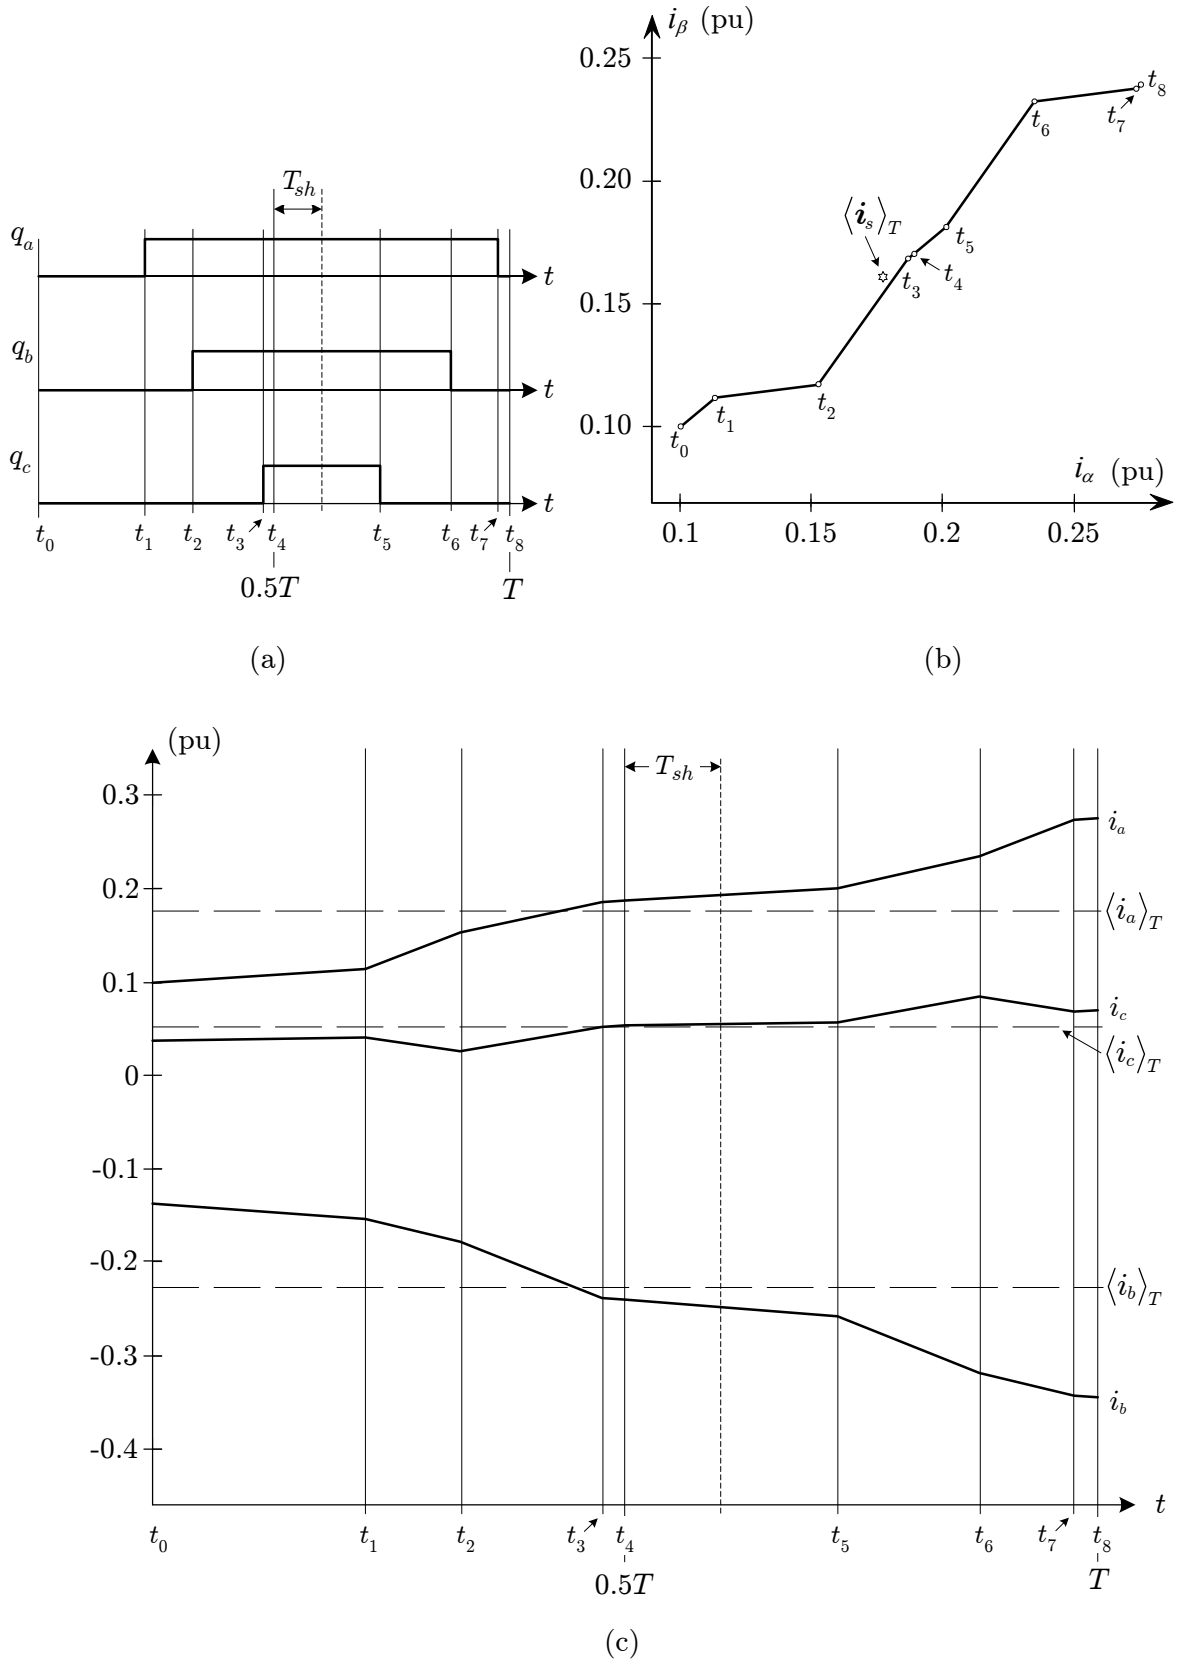 T_sh
q_a
t
q_b
t
q_c
t
t_0 t_1 t_2 t_3 t_4 t_5 t_6 t_7 t_8
0.5T T
(a)
i_β (pu)
0.25
0.20
0.15
0.10
t_0 t_1 t_2 t_3 t_4 t_5 t_6 t_7 t_8
⟨i_s⟩_T
i_α (pu)
0.1 0.15 0.2 0.25
(b)
(pu)
T_sh
0.3
0.2
0.1
0
-0.1
-0.2
-0.3
-0.4
i_a
⟨i_a⟩_T
i_c
⟨i_c⟩_T
⟨i_b⟩_T
i_b
t
t_0 t_1 t_2 t_3 t_4 t_5 t_6 t_7 t_8
0.5T T
(c)